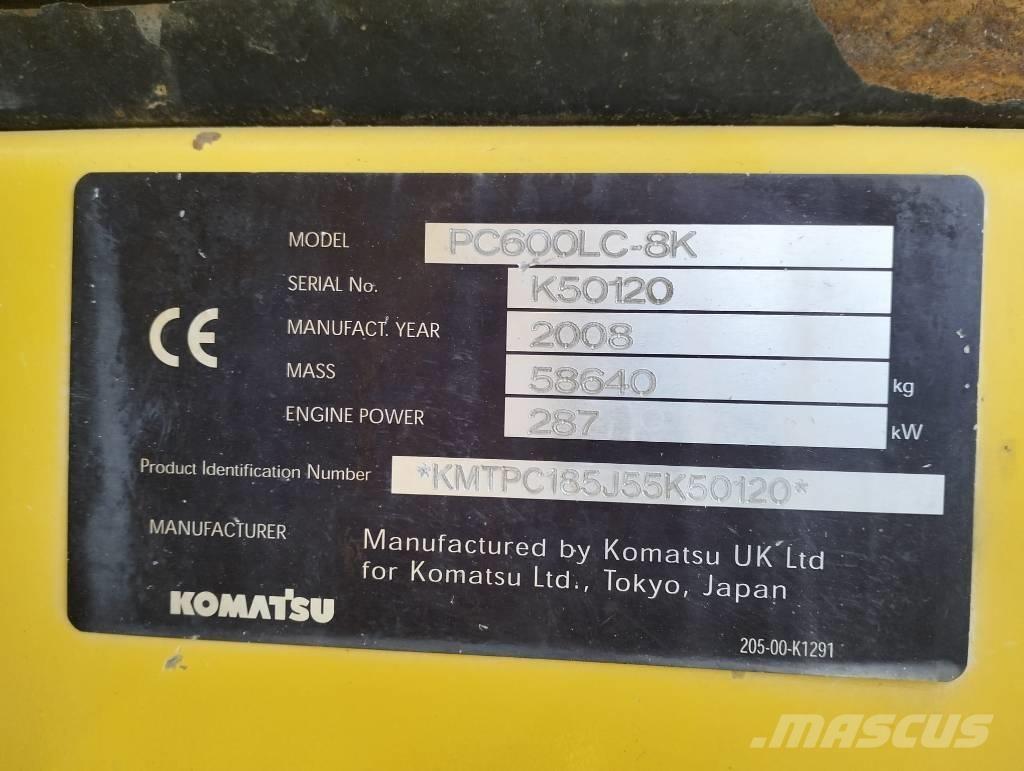 MODEL PC600LC-8K
SERIAL No. K50120
CE MANUFACT. YEAR 2008
MASS 58640 kg
ENGINE POWER 287 kW
Product Identification Number *KMTPC185J55K50120*
MANUFACTURER Manufactured by Komatsu UK Ltd
for Komatsu Ltd., Tokyo, Japan
KOMATSU
205-00-K1291
MASCUS